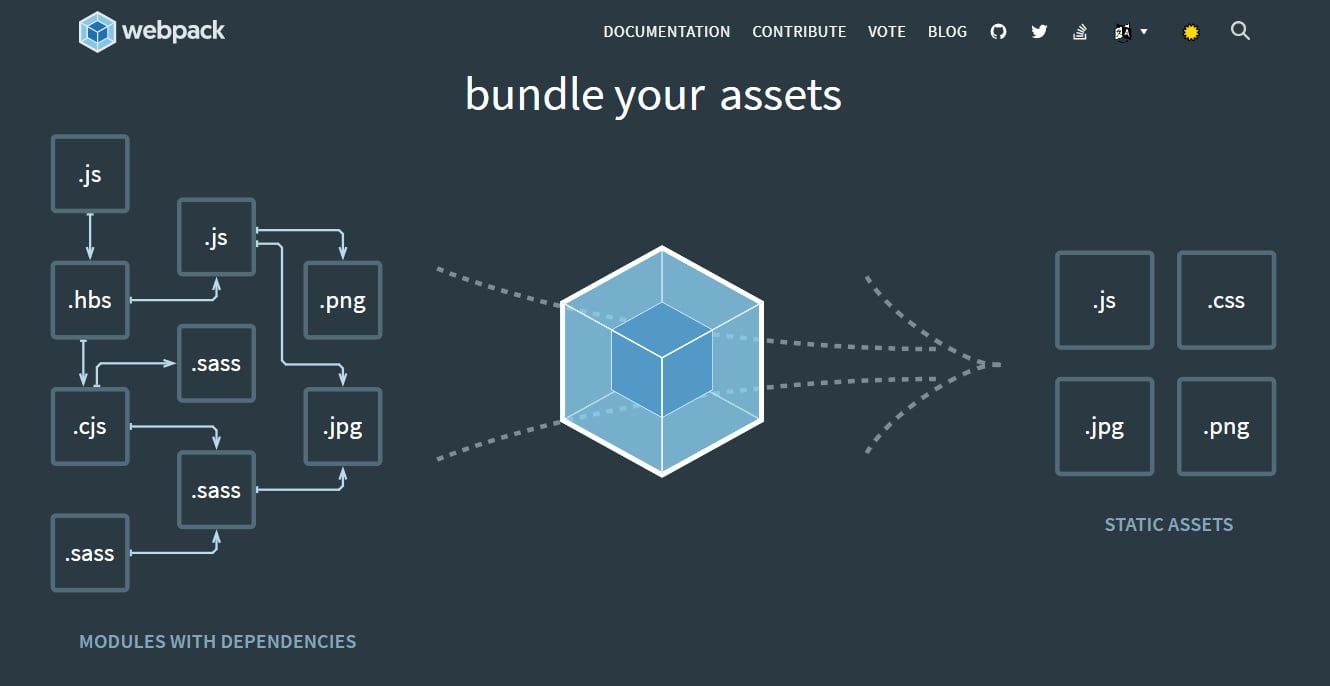 webpack
DOCUMENTATION CONTRIBUTE VOTE BLOG
bundle your assets
.js
.js
.hbs
.png
.sass
.cjs
.jpg
.sass
.sass
MODULES WITH DEPENDENCIES
.js .css
.jpg .png
STATIC ASSETS